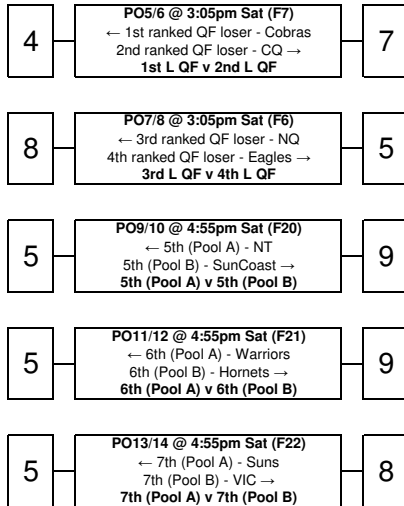 PO5/6 @ 3:05pm Sat (F7)
4
← 1st ranked QF loser - Cobras
2nd ranked QF loser - CQ →
7
1st L QF v 2nd L QF
PO7/8 @ 3:05pm Sat (F6)
8
← 3rd ranked QF loser - NQ
4th ranked QF loser - Eagles →
5
3rd L QF v 4th L QF
PO9/10 @ 4:55pm Sat (F20)
5
← 5th (Pool A) - NT
5th (Pool B) - SunCoast →
9
5th (Pool A) v 5th (Pool B)
PO11/12 @ 4:55pm Sat (F21)
5
← 6th (Pool A) - Warriors
6th (Pool B) - Hornets →
9
6th (Pool A) v 6th (Pool B)
PO13/14 @ 4:55pm Sat (F22)
5
← 7th (Pool A) - Suns
7th (Pool B) - VIC →
8
7th (Pool A) v 7th (Pool B)